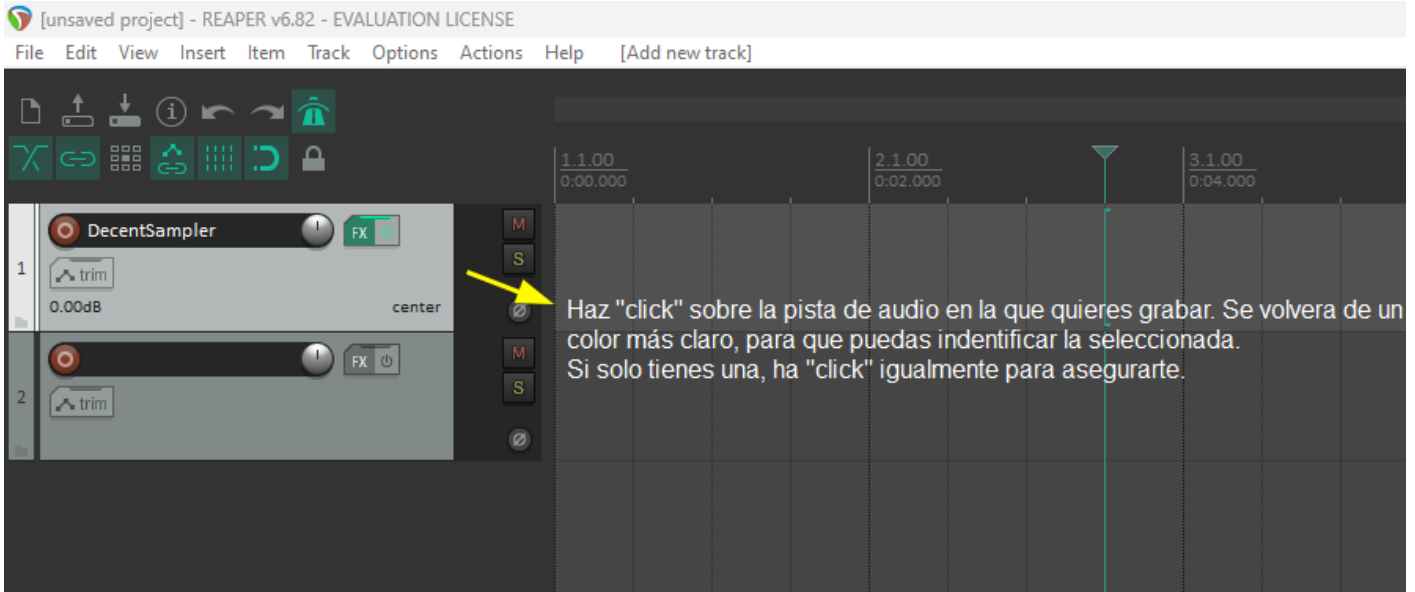 [unsaved project] - REAPER v6.82 - EVALUATION LICENSE
File Edit View Insert Item Track Options Actions Help [Add new track]
1.1.00 2.1.00 3.1.00
0:00.000 0:02.000 0:04.000
DecentSampler FX M
1 trim S
0.00dB center
Haz "click" sobre la pista de audio en la que quieres grabar. Se volvera de un
color más claro, para que puedas indentificar la seleccionada.
Si solo tienes una, ha "click" igualmente para asegurarte.
FX M
2 trim S